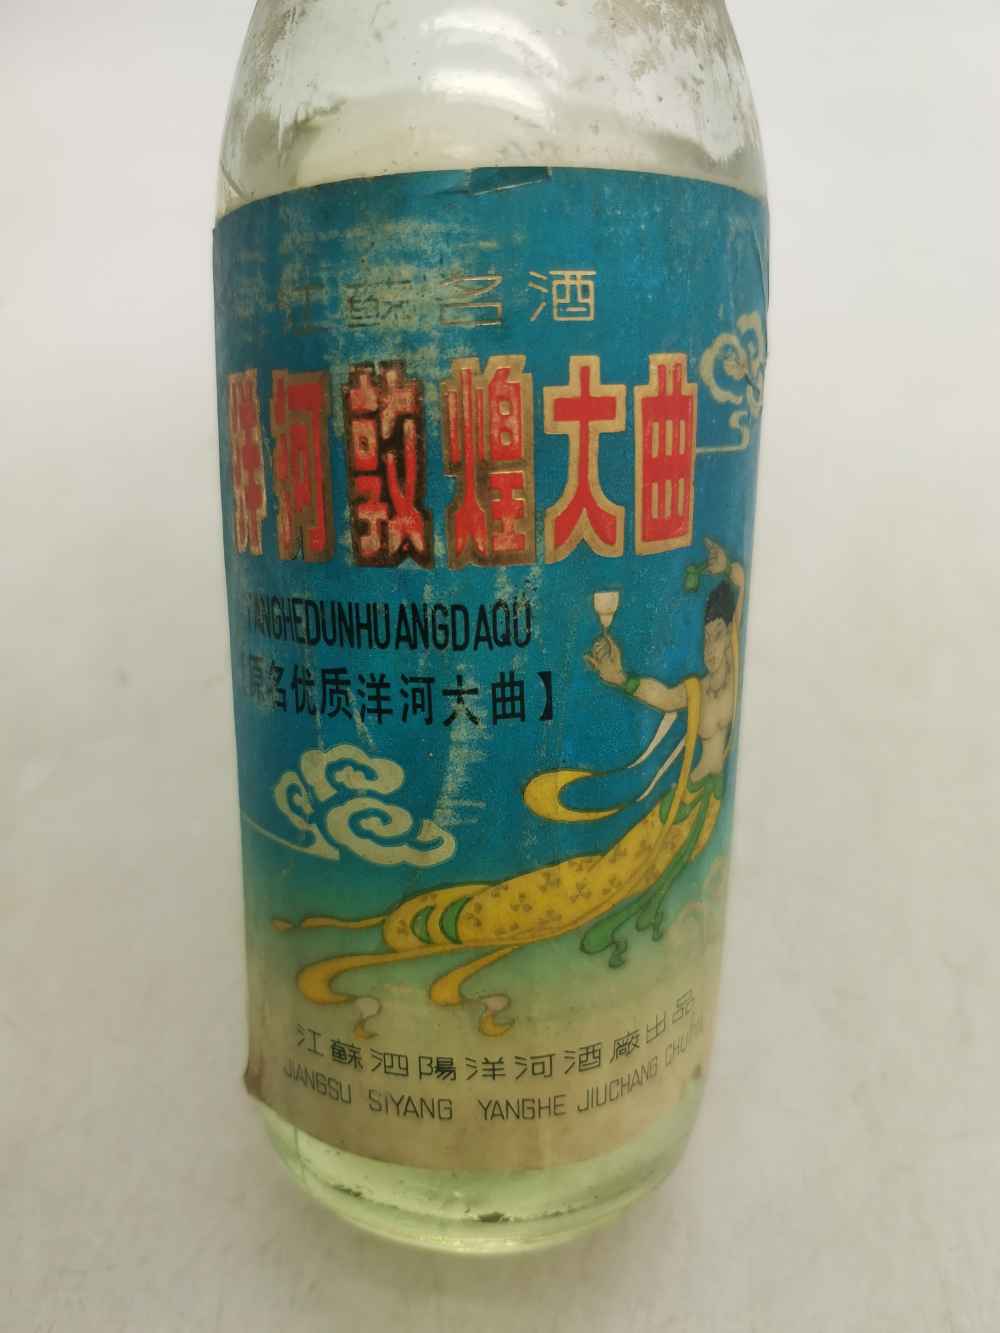 江蘇名酒
洋河敦煌大曲
YANGHEDUNHUANGDAQU
【原名优质洋河大曲】
江蘇泗陽洋河酒廠出品
JIANGSU SIYANG YANGHE JIUCHANG CHUPIN